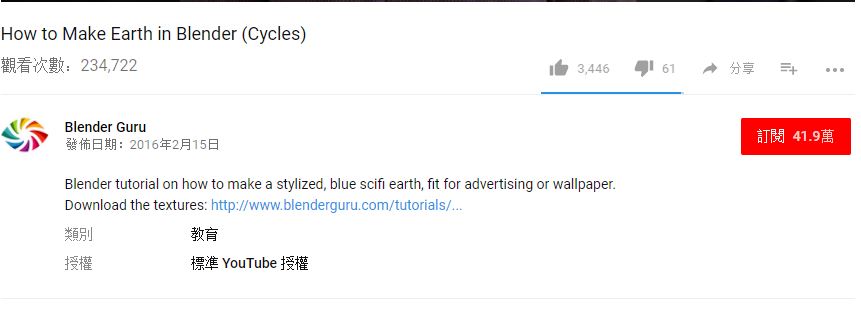 How to Make Earth in Blender (Cycles)
觀看次數：234,722
3,446
61
分享
Blender Guru
發佈日期：2016年2月15日
訂閱 41.9萬
Blender tutorial on how to make a stylized, blue scifi earth, fit for advertising or wallpaper.
Download the textures: http://www.blenderguru.com/tutorials/...
類別 教育
授權 標準 YouTube 授權